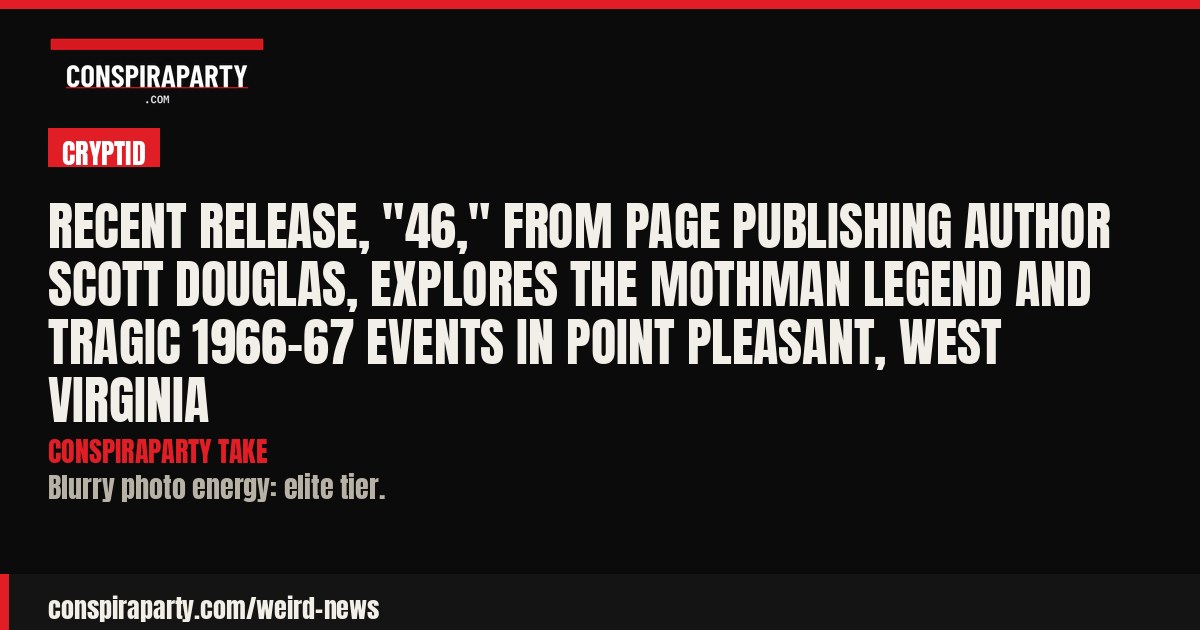 CONSPIRAPARTY
.COM
CRYPTID
RECENT RELEASE, "46," FROM PAGE PUBLISHING AUTHOR
SCOTT DOUGLAS, EXPLORES THE MOTHMAN LEGEND AND
TRAGIC 1966-67 EVENTS IN POINT PLEASANT, WEST
VIRGINIA
CONSPIRAPARTY TAKE
Blurry photo energy: elite tier.
conspiraparty.com/weird-news